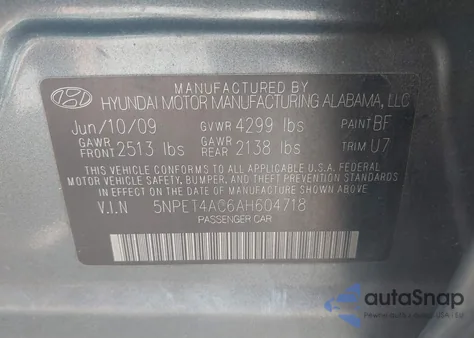 MANUFACTURED BY
HYUNDAI MOTOR MANUFACTURING ALABAMA, LLC
Jun/10/09 GVWR 4299 lbs PAINT BF
GAWR FRONT 2513 lbs GAWR REAR 2138 lbs TRIM U7
THIS VEHICLE CONFORMS TO ALL APPLICABLE U.S.A. FEDERAL
MOTOR VEHICLE SAFETY, BUMPER, AND THEFT PREVENTION STANDARDS
IN EFFECT ON THE DATE OF MANUFACTURE SHOWN ABOVE.
V.I.N 5NPET4AC6AH604718
PASSENGER CAR
autoSnap